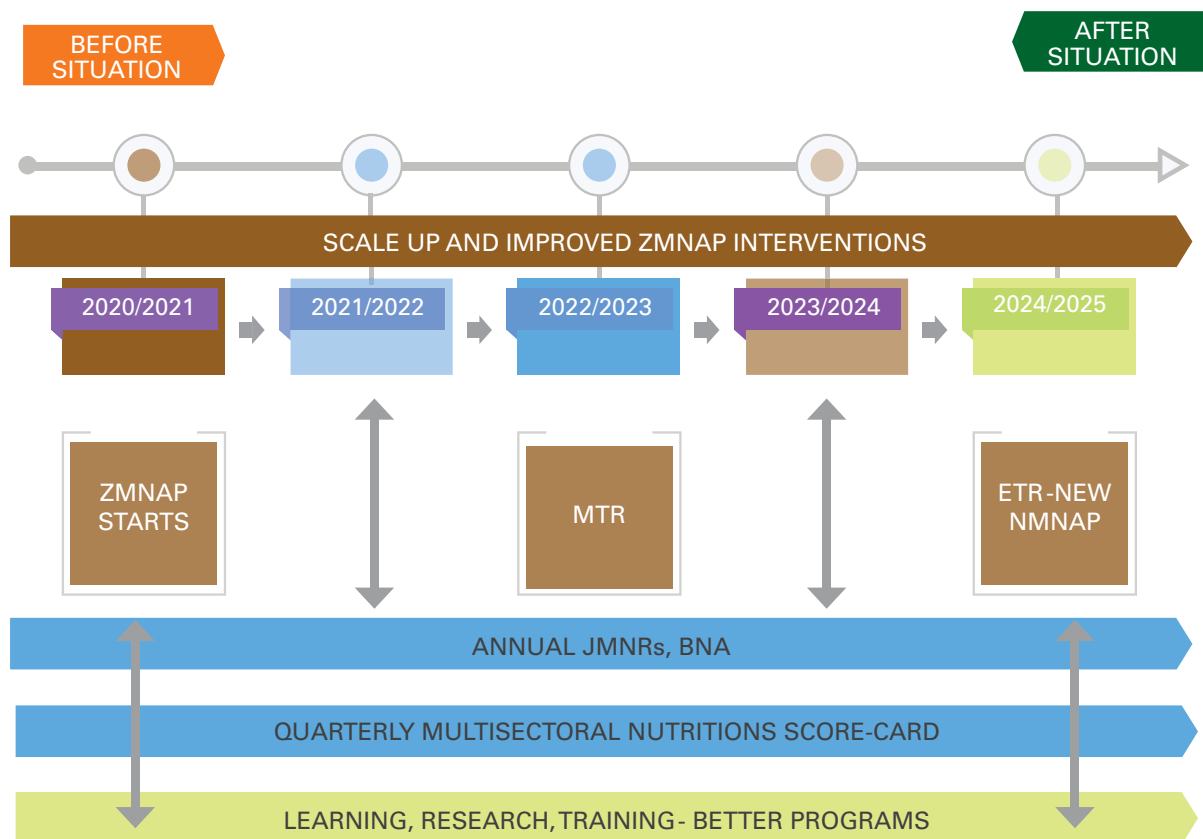 BEFORE
SITUATION
AFTER
SITUATION
SCALE UP AND IMPROVED ZMNAP INTERVENTIONS
2020/2021
2021/2022
2022/2023
2023/2024
2024/2025
ZMNAP
STARTS
MTR
ETR-NEW
NMNAP
ANNUAL JMNRs, BNA
QUARTERLY MULTISECTORAL NUTRITIONS SCORE-CARD
LEARNING, RESEARCH, TRAINING- BETTER PROGRAMS